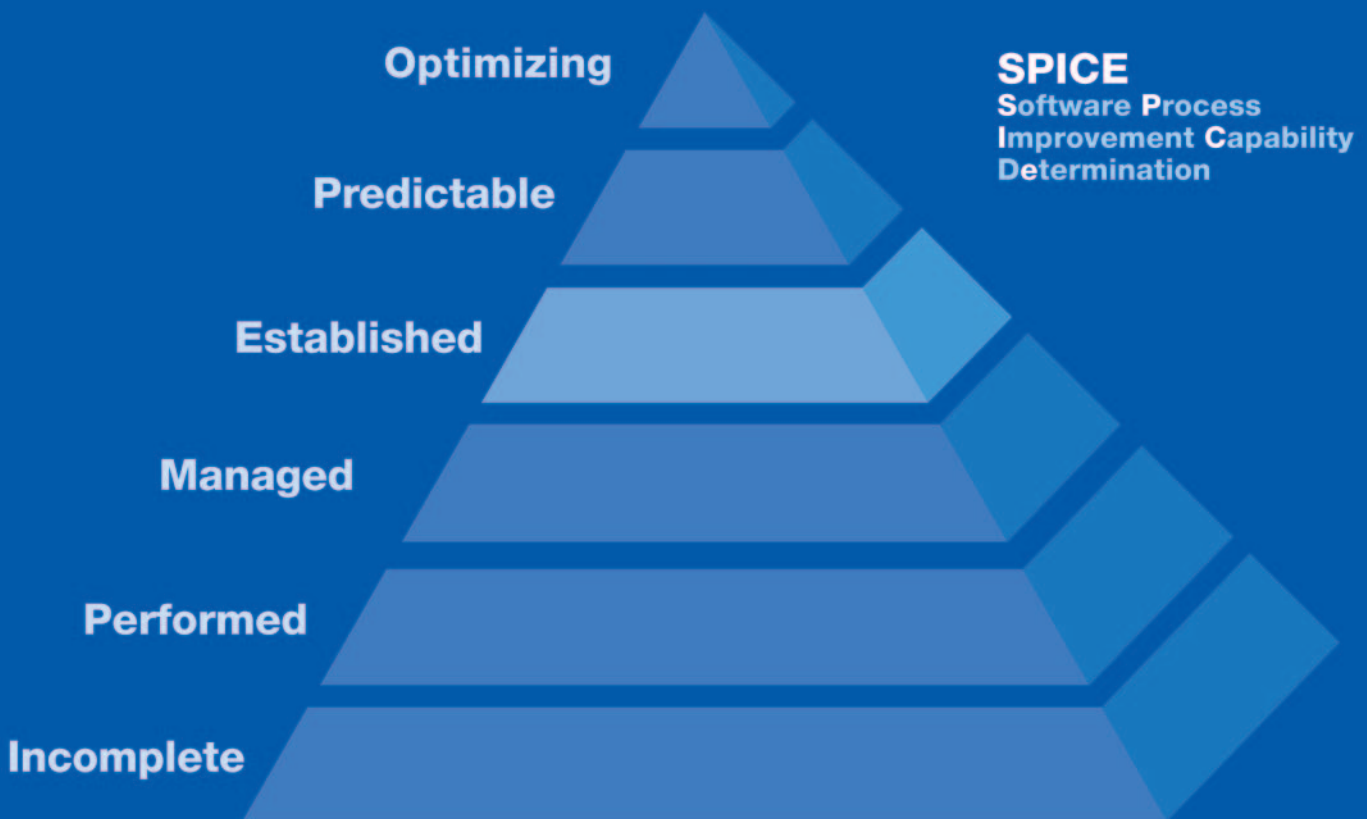 Optimizing
SPICE
Software Process
Improvement Capability
Determination
Predictable
Established
Managed
Performed
Incomplete